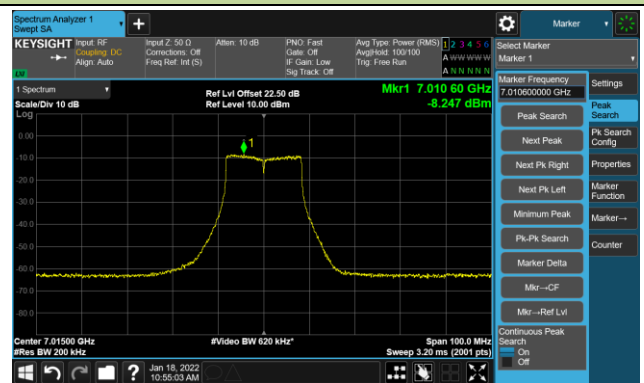 Spectrum Analyzer 1
Swept SA
Marker
KEYSIGHT
Input: RF
Coupling: DC
Align: Auto
Input Z: 50 Ω
Corrections: Off
Freq Ref: Int (S)
Atten: 10 dB
PNO: Fast
Gate: Off
IF Gain: Low
Sig Track: Off
Avg Type: Power (RMS)
Avg|Hold: 100/100
Trig: Free Run
1 2 3 4 5 6
A W W W W W
A N N N N N
LXI
Select Marker
Marker 1
1 Spectrum
Scale/Div 10 dB
Log
Ref Lvl Offset 22.50 dB
Ref Level 10.00 dBm
Mkr1 7.010 60 GHz
-8.247 dBm
1
0.00
-10.0
-20.0
-30.0
-40.0
-50.0
-60.0
-70.0
-80.0
Center 7.01500 GHz
#Res BW 200 kHz
#Video BW 620 kHz*
Span 100.0 MHz
Sweep 3.20 ms (2001 pts)
Marker Frequency
7.010600000 GHz
Peak Search
Next Peak
Next Pk Right
Next Pk Left
Minimum Peak
Pk-Pk Search
Marker Delta
Mkr→CF
Mkr→Ref Lvl
Continuous Peak
Search
On
Off
Settings
Peak
Search
Pk Search
Config
Properties
Marker
Function
Marker→
Counter
?
Jan 18, 2022
10:55:03 AM